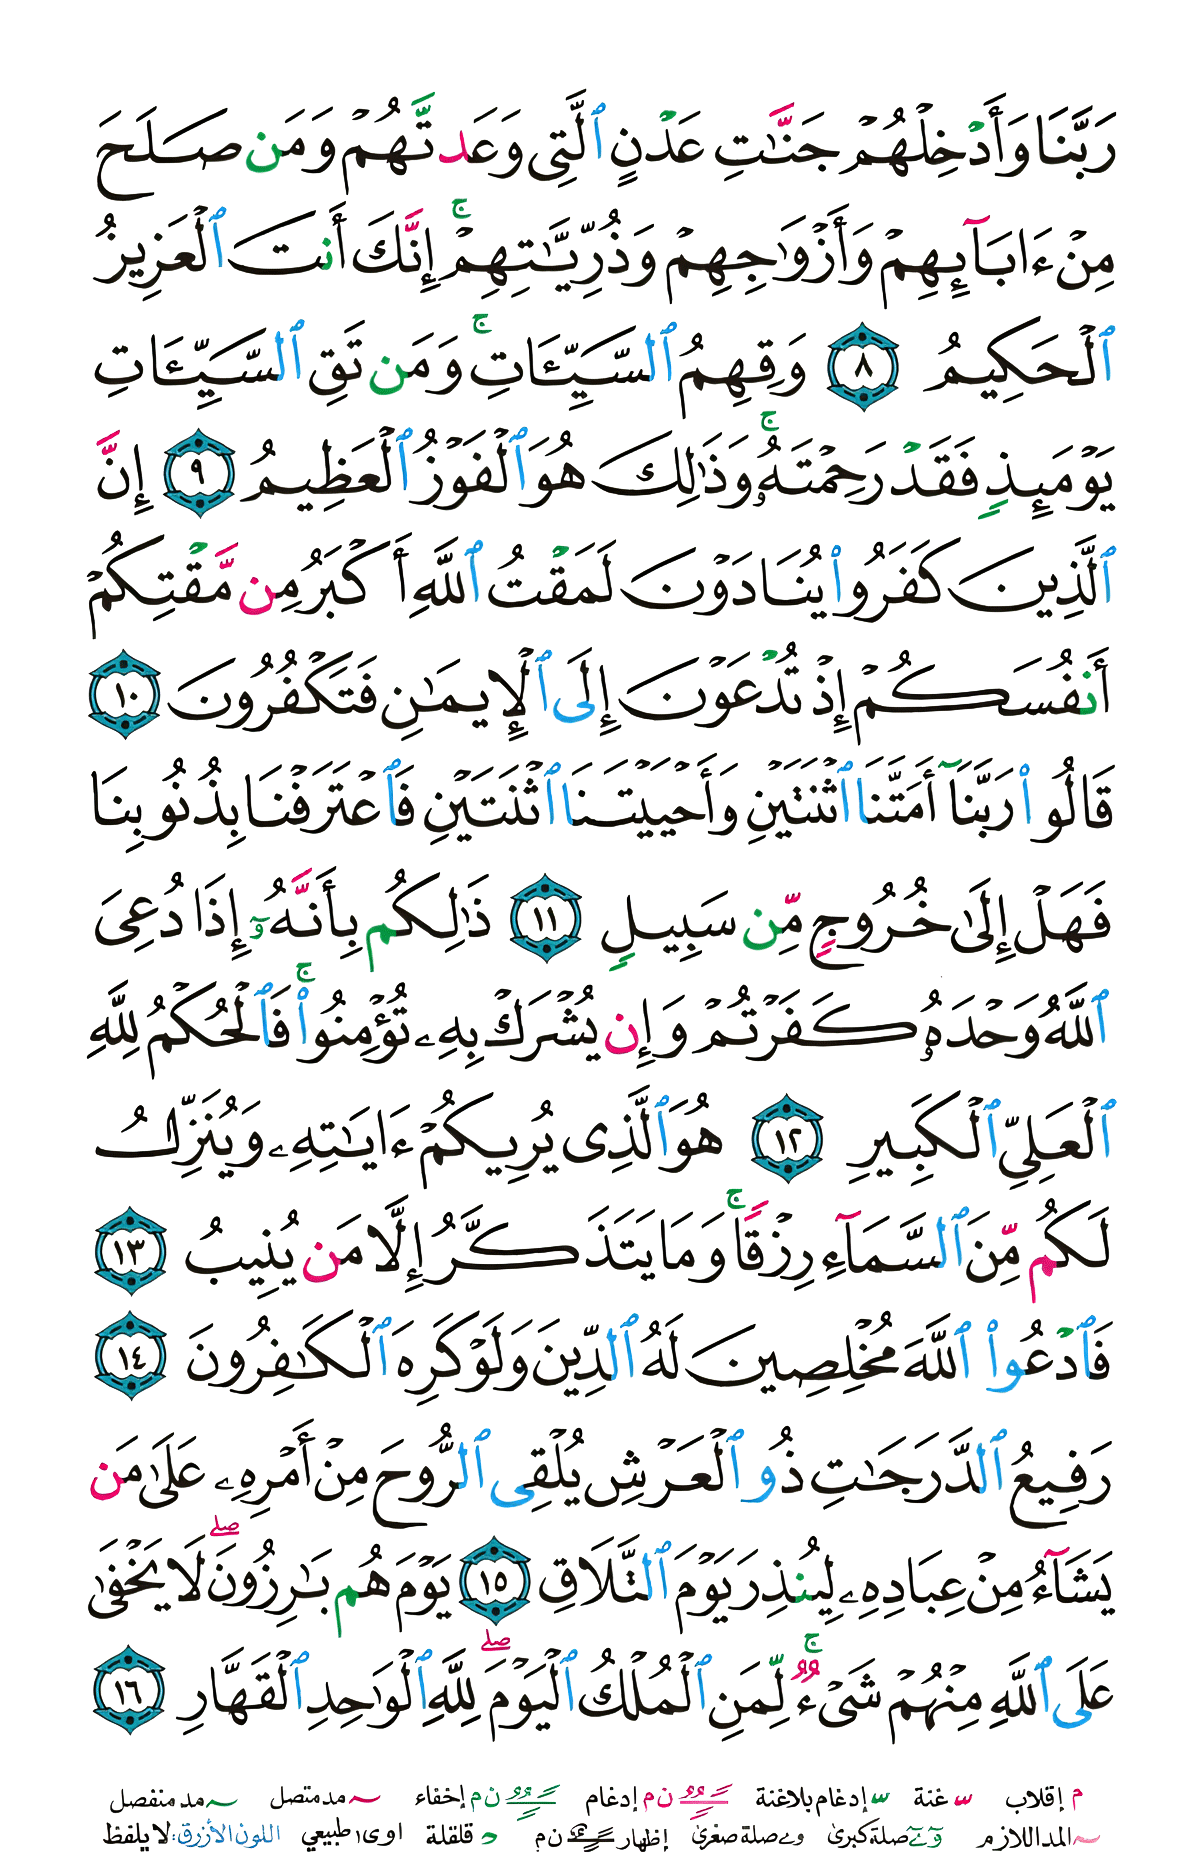 رَبَّنَا وَأَدْخِلْهُمْ جَنَّٰتِ عَدْنٍ ٱلَّتِى وَعَدتَّهُمْ وَمَن صَلَحَ
مِنْ ءَابَآئِهِمْ وَأَزْوَٰجِهِمْ وَذُرِّيَّٰتِهِمْ ۚ إِنَّكَ أَنتَ ٱلْعَزِيزُ
ٱلْحَكِيمُ ٨ وَقِهِمُ ٱلسَّيِّـَٔاتِ ۚ وَمَن تَقِ ٱلسَّيِّـَٔاتِ
يَوْمَئِذٍ فَقَدْ رَحِمْتَهُۥ ۚ وَذَٰلِكَ هُوَ ٱلْفَوْزُ ٱلْعَظِيمُ ٩ إِنَّ
ٱلَّذِينَ كَفَرُوا۟ يُنَادَوْنَ لَمَقْتُ ٱللَّهِ أَكْبَرُ مِن مَّقْتِكُمْ
أَنفُسَكُمْ إِذْ تُدْعَوْنَ إِلَى ٱلْإِيمَٰنِ فَتَكْفُرُونَ ١٠
قَالُوا۟ رَبَّنَآ أَمَتَّنَا ٱثْنَتَيْنِ وَأَحْيَيْتَنَا ٱثْنَتَيْنِ فَٱعْتَرَفْنَا بِذُنُوبِنَا
فَهَلْ إِلَىٰ خُرُوجٍ مِّن سَبِيلٍ ١١ ذَٰلِكُم بِأَنَّهُۥٓ إِذَا دُعِىَ
ٱللَّهُ وَحْدَهُۥ كَفَرْتُمْ وَإِن يُشْرَكْ بِهِۦ تُؤْمِنُوا۟ ۚ فَٱلْحُكْمُ لِلَّهِ
ٱلْعَلِىِّ ٱلْكَبِيرِ ١٢ هُوَ ٱلَّذِى يُرِيكُمْ ءَايَٰتِهِۦ وَيُنَزِّلُ
لَكُم مِّنَ ٱلسَّمَآءِ رِزْقًا ۚ وَمَا يَتَذَكَّرُ إِلَّا مَن يُنِيبُ ١٣
فَٱدْعُوا۟ ٱللَّهَ مُخْلِصِينَ لَهُ ٱلدِّينَ وَلَوْ كَرِهَ ٱلْكَٰفِرُونَ ١٤
رَفِيعُ ٱلدَّرَجَٰتِ ذُو ٱلْعَرْشِ يُلْقِى ٱلرُّوحَ مِنْ أَمْرِهِۦ عَلَىٰ مَن
يَشَآءُ مِنْ عِبَادِهِۦ لِيُنذِرَ يَوْمَ ٱلتَّلَاقِ ١٥ يَوْمَ هُم بَٰرِزُونَ ۖ لَا يَخْفَىٰ
عَلَى ٱللَّهِ مِنْهُمْ شَىْءٌ ۚ لِّمَنِ ٱلْمُلْكُ ٱلْيَوْمَ ۖ لِلَّهِ ٱلْوَٰحِدِ ٱلْقَهَّارِ ١٦
م إقلاب غنة إدغام بلاغنة ن م إدغام ن م إخفاء مد متصل مد منفصل
المد اللازم صلة كبرى و ے صلة صغرى إظهار ن م قلقلة ا و ى طبيعي اللون الأزرق: لا يلفظ